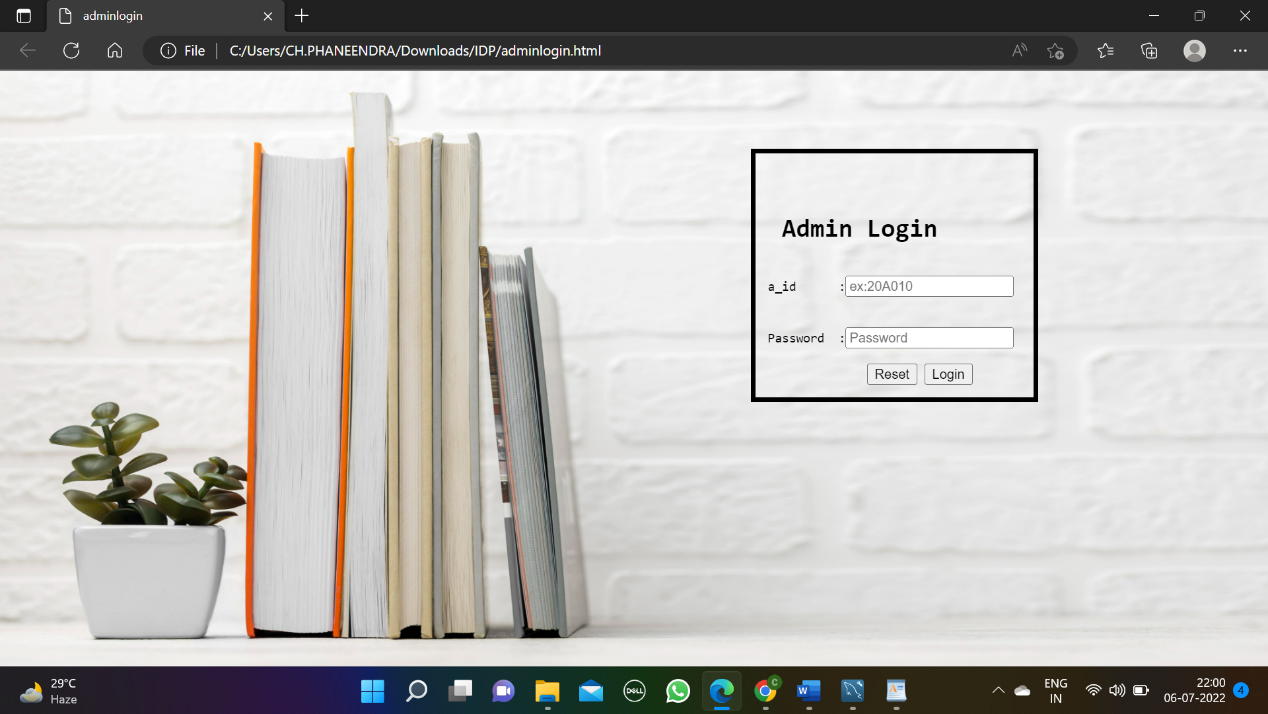 adminlogin
File
C:/Users/CH.PHANEENDRA/Downloads/IDP/adminlogin.html
Admin Login
a_id : ex:20A010
Password : Password
Reset Login
29°C
Haze
DELL
C
W
ENG
IN
22:00
06-07-2022
4